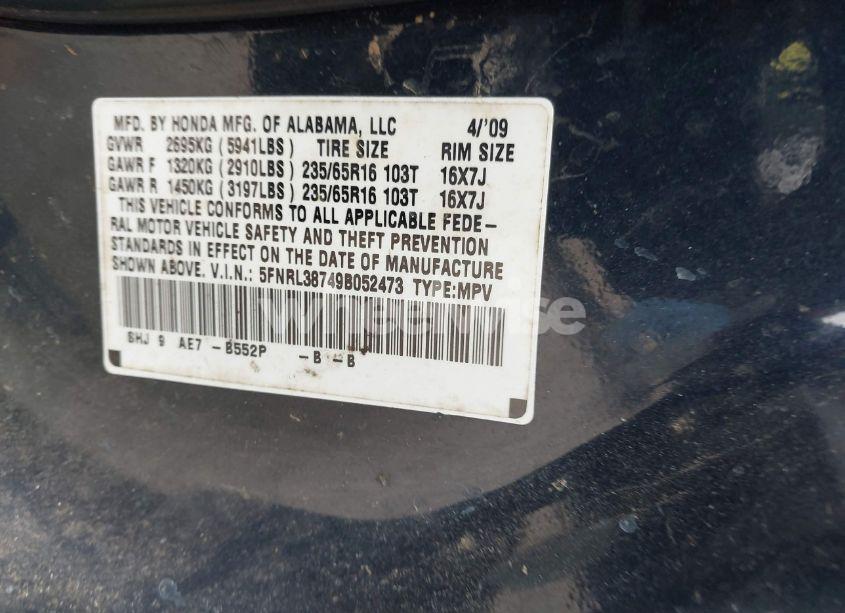 MFD. BY HONDA MFG. OF ALABAMA, LLC 4/'09
GVWR 2695KG (5941LBS) TIRE SIZE RIM SIZE
GAWR F 1320KG (2910LBS) 235/65R16 103T 16X7J
GAWR R 1450KG (3197LBS) 235/65R16 103T 16X7J
THIS VEHICLE CONFORMS TO ALL APPLICABLE FEDE-
RAL MOTOR VEHICLE SAFETY AND THEFT PREVENTION
STANDARDS IN EFFECT ON THE DATE OF MANUFACTURE
SHOWN ABOVE. V.I.N.: 5FNRL38749B052473 TYPE:MPV
Wheelwise
6HJ 9 AE7 -B552P -B-B